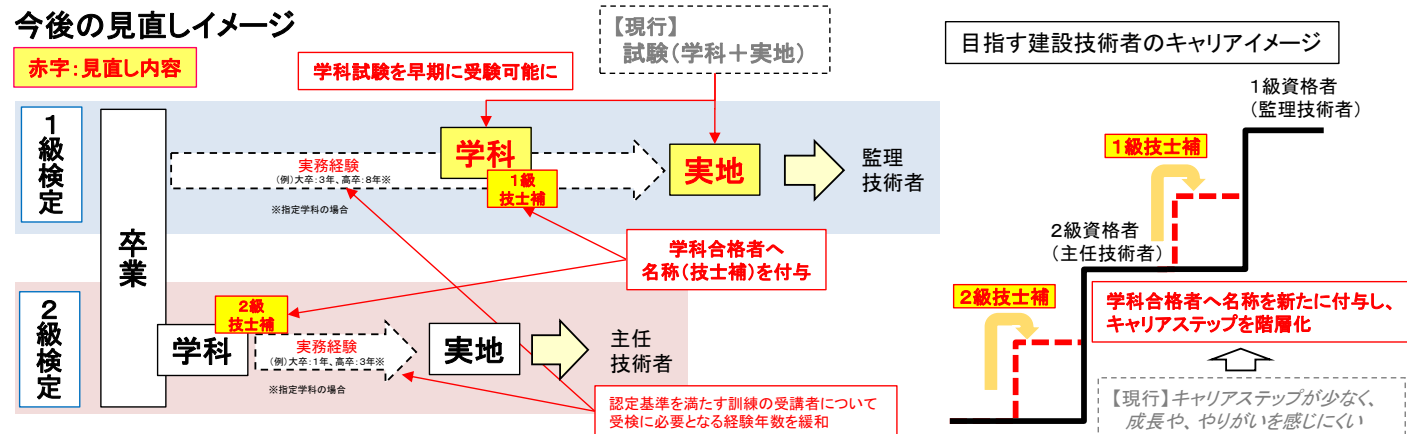 今後の見直しイメージ
赤字：見直し内容
学科試験を早期に受験可能に
【現行】
試験（学科＋実地）
1級検定
卒業
実務経験
（例）大卒：3年、高卒：8年※
※指定学科の場合
学科
1級
技士補
実地
監理
技術者
学科合格者へ
名称（技士補）を付与
2級検定
学科
2級
技士補
実務経験
（例）大卒：1年、高卒：3年※
※指定学科の場合
実地
主任
技術者
認定基準を満たす訓練の受講者について
受検に必要となる経験年数を緩和
目指す建設技術者のキャリアイメージ
1級資格者
（監理技術者）
1級技士補
2級資格者
（主任技術者）
2級技士補
学科合格者へ名称を新たに付与し、
キャリアステップを階層化
【現行】キャリアステップが少なく、
成長や、やりがいを感じにくい